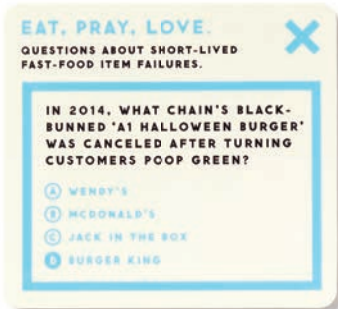 EAT, PRAY, LOVE.
QUESTIONS ABOUT SHORT-LIVED
FAST-FOOD ITEM FAILURES.
IN 2014, WHAT CHAIN'S BLACK-
BUNNED 'A1 HALLOWEEN BURGER'
WAS CANCELED AFTER TURNING
CUSTOMERS POOP GREEN?
A WENDY'S
B MCDONALD'S
C JACK IN THE BOX
D BURGER KING